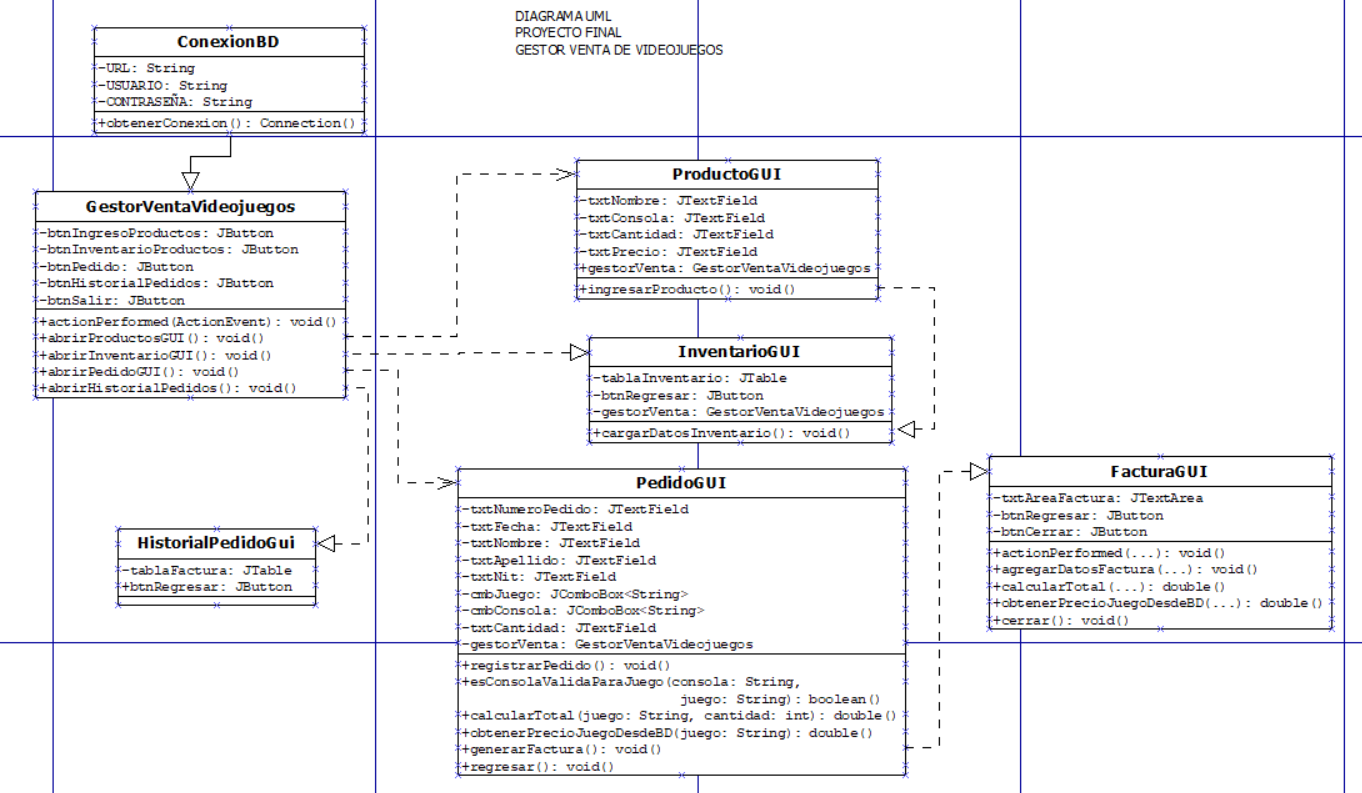 DIAGRAMA UML
PROYECTO FINAL
GESTOR VENTA DE VIDEOJUEGOS
ConexionBD
-URL: String
-USUARIO: String
-CONTRASEÑA: String
+obtenerConexion(): Connection()
GestorVentaVideojuegos
-btnIngresoProductos: JButton
-btnInventarioProductos: JButton
-btnPedido: JButton
-btnHistorialPedidos: JButton
-btnSalir: JButton
+actionPerformed(ActionEvent): void()
+abrirProductosGUI(): void()
+abrirInventarioGUI(): void()
+abrirPedidoGUI(): void()
+abrirHistorialPedidos(): void()
ProductoGUI
-txtNombre: JTextField
-txtConsola: JTextField
-txtCantidad: JTextField
-txtPrecio: JTextField
+gestorVenta: GestorVentaVideojuegos
+ingresarProducto(): void()
InventarioGUI
-tablaInventario: JTable
-btnRegresar: JButton
-gestorVenta: GestorVentaVideojuegos
+cargarDatosInventario(): void()
HistorialPedidoGui
-tablaFactura: JTable
+btnRegresar: JButton
PedidoGUI
-txtNumeroPedido: JTextField
-txtFecha: JTextField
-txtNombre: JTextField
-txtApellido: JTextField
-txtNit: JTextField
-cmbJuego: JComboBox<String>
-cmbConsola: JComboBox<String>
-txtCantidad: JTextField
-gestorVenta: GestorVentaVideojuegos
+registrarPedido(): void()
+esConsolaValidaParaJuego(consola: String,
juego: String): boolean()
+calcularTotal(juego: String, cantidad: int): double()
+obtenerPrecioJuegoDesdeBD(juego: String): double()
+generarFactura(): void()
+regresar(): void()
FacturaGUI
-txtAreaFactura: JTextArea
-btnRegresar: JButton
-btnCerrar: JButton
+actionPerformed(...): void()
+agregarDatosFactura(...): void()
+calcularTotal(...): double()
+obtenerPrecioJuegoDesdeBD(...): double()
+cerrar(): void()